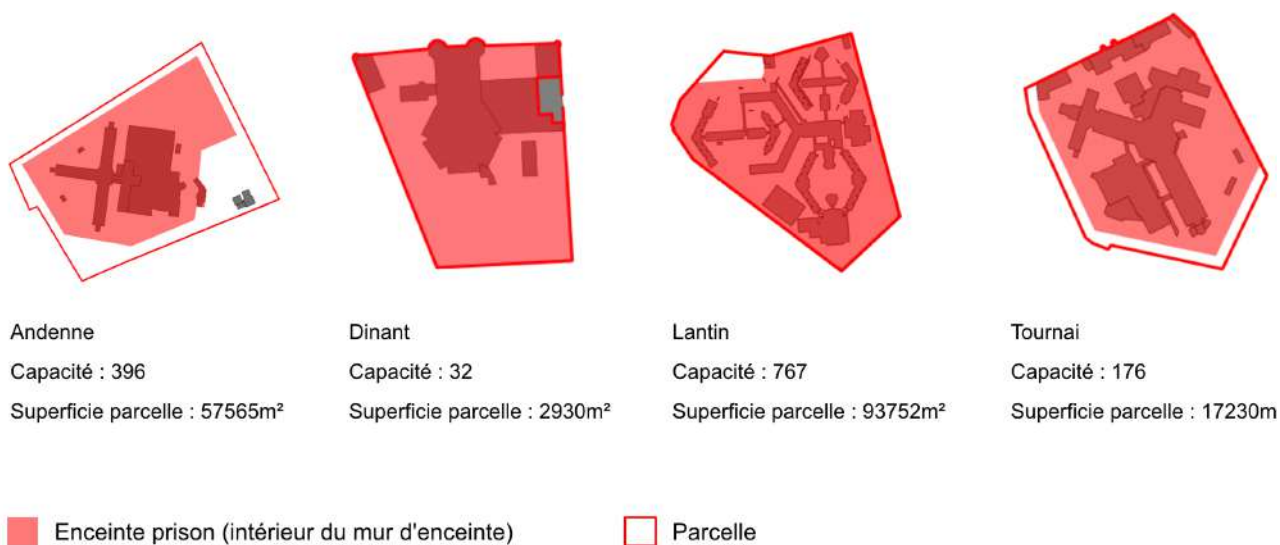 Andenne
Capacité : 396
Superficie parcelle : 57565m²
Dinant
Capacité : 32
Superficie parcelle : 2930m²
Lantin
Capacité : 767
Superficie parcelle : 93752m²
Tournai
Capacité : 176
Superficie parcelle : 17230m
Enceinte prison (intérieur du mur d'enceinte)
Parcelle